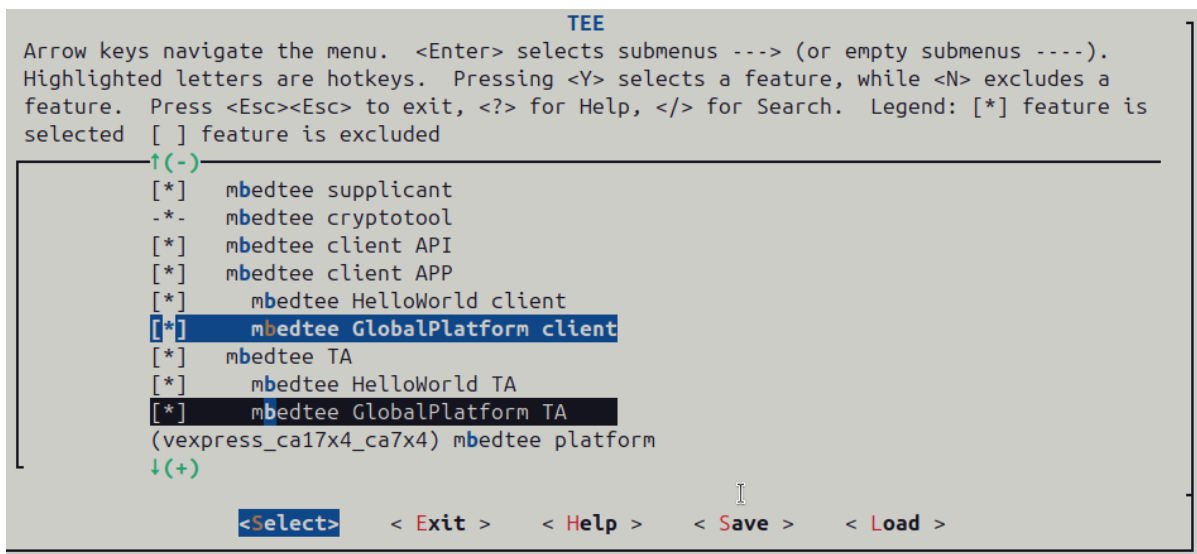 TEE
Arrow keys navigate the menu.  <Enter> selects submenus ---> (or empty submenus ----).
Highlighted letters are hotkeys.  Pressing <Y> selects a feature, while <N> excludes a
feature.  Press <Esc><Esc> to exit, <?> for Help, </> for Search.  Legend: [*] feature is
selected  [ ] feature is excluded
↑(-)
[*]   mbedtee supplicant
-*-   mbedtee cryptotool
[*]   mbedtee client API
[*]   mbedtee client APP
[*]     mbedtee HelloWorld client
[*]     mbedtee GlobalPlatform client
[*]   mbedtee TA
[*]     mbedtee HelloWorld TA
[*]     mbedtee GlobalPlatform TA
(vexpress_ca17x4_ca7x4) mbedtee platform
↓(+)
<Select>    < Exit >    < Help >    < Save >    < Load >